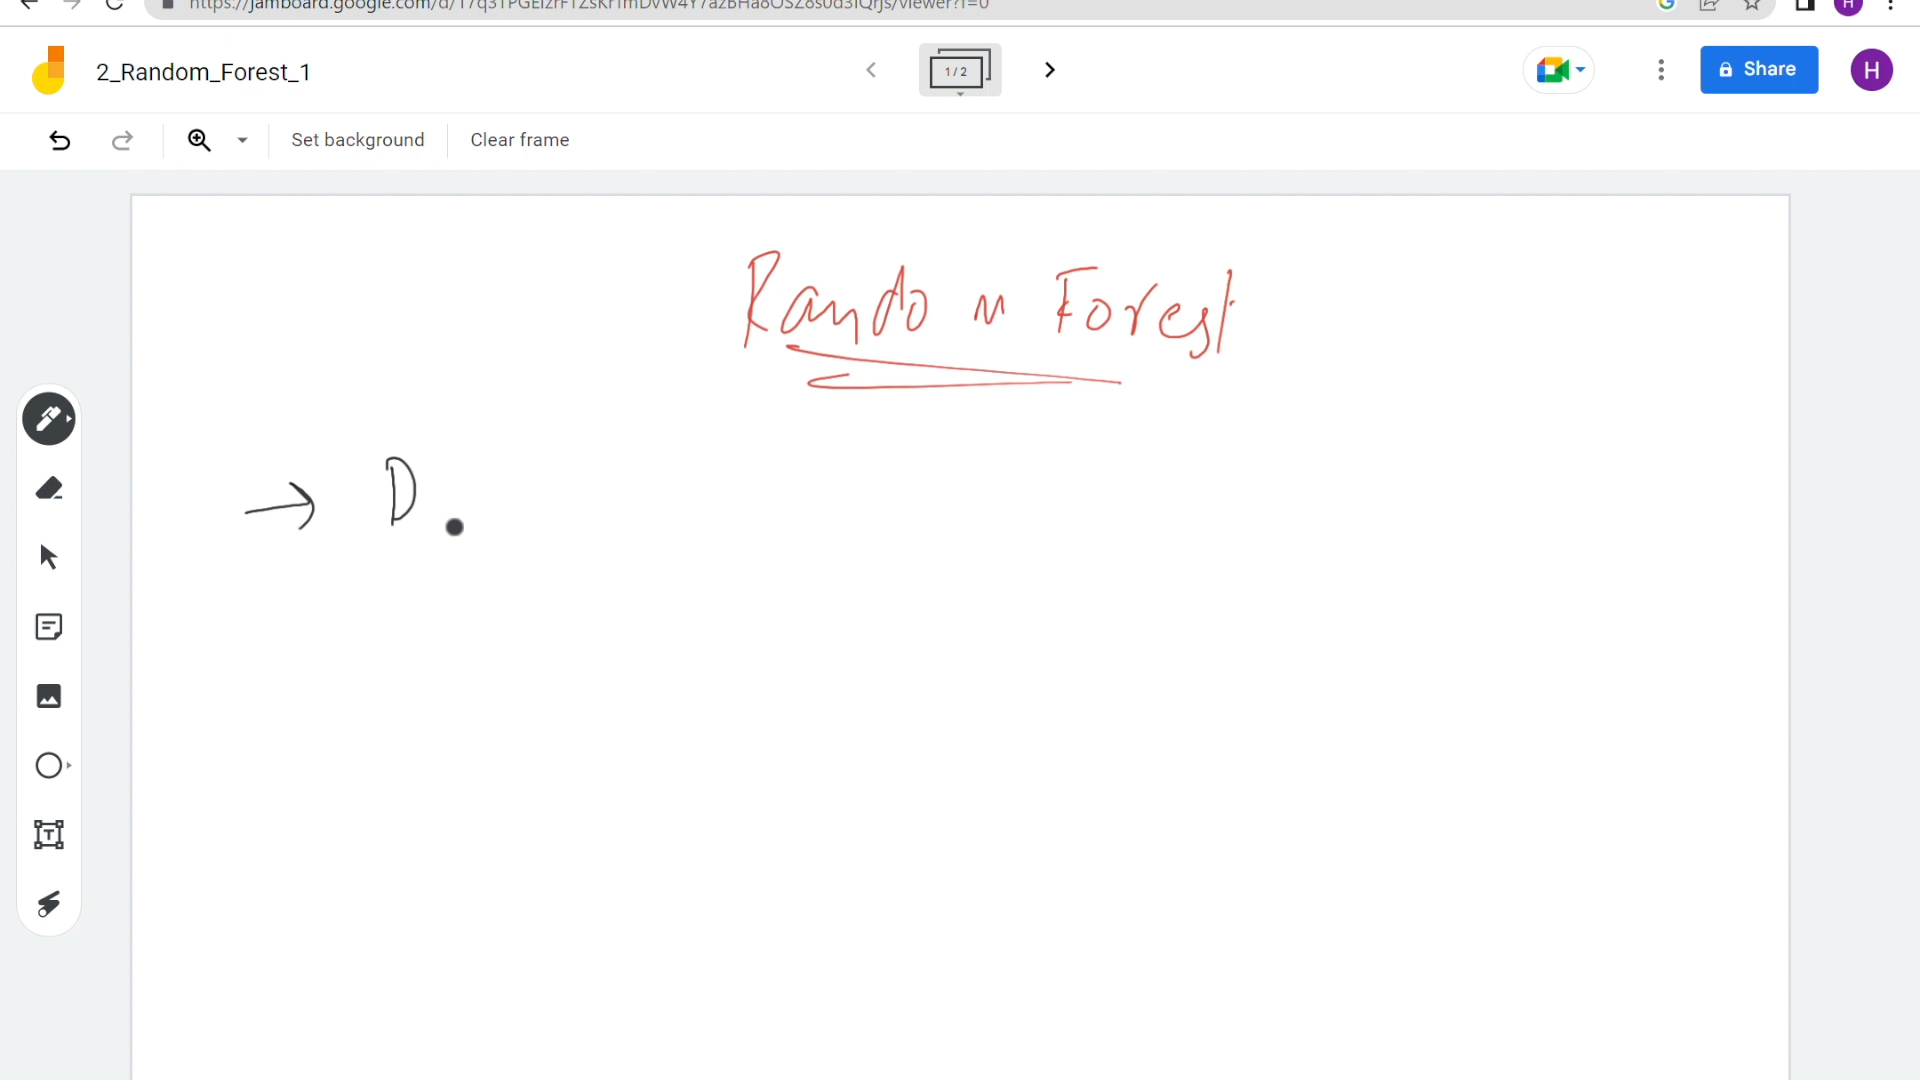 2_Random_Forest_1
1 / 2
Share
H
Set background
Clear frame
Random Forest
→ D